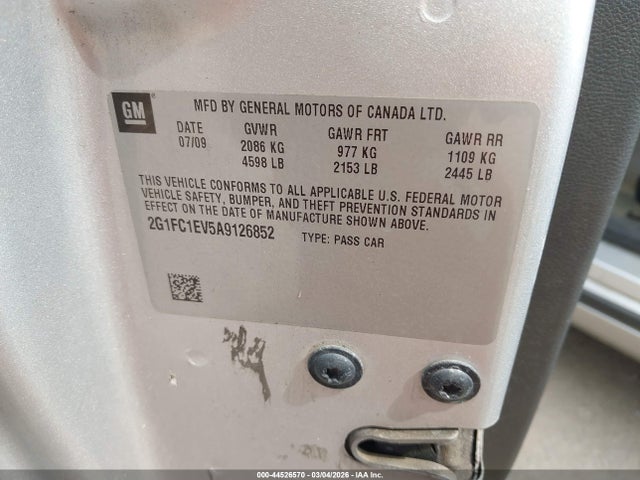 GM
MFD BY GENERAL MOTORS OF CANADA LTD.
DATE GVWR GAWR FRT GAWR RR
07/09 2086 KG 977 KG 1109 KG
4598 LB 2153 LB 2445 LB
THIS VEHICLE CONFORMS TO ALL APPLICABLE U.S. FEDERAL MOTOR
VEHICLE SAFETY, BUMPER, AND THEFT PREVENTION STANDARDS IN
EFFECT ON THE DATE OF MANUFACTURE SHOWN ABOVE.
2G1FC1EV5A9126852 TYPE: PASS CAR
000-44526570 - 03/04/2026 - IAA Inc.